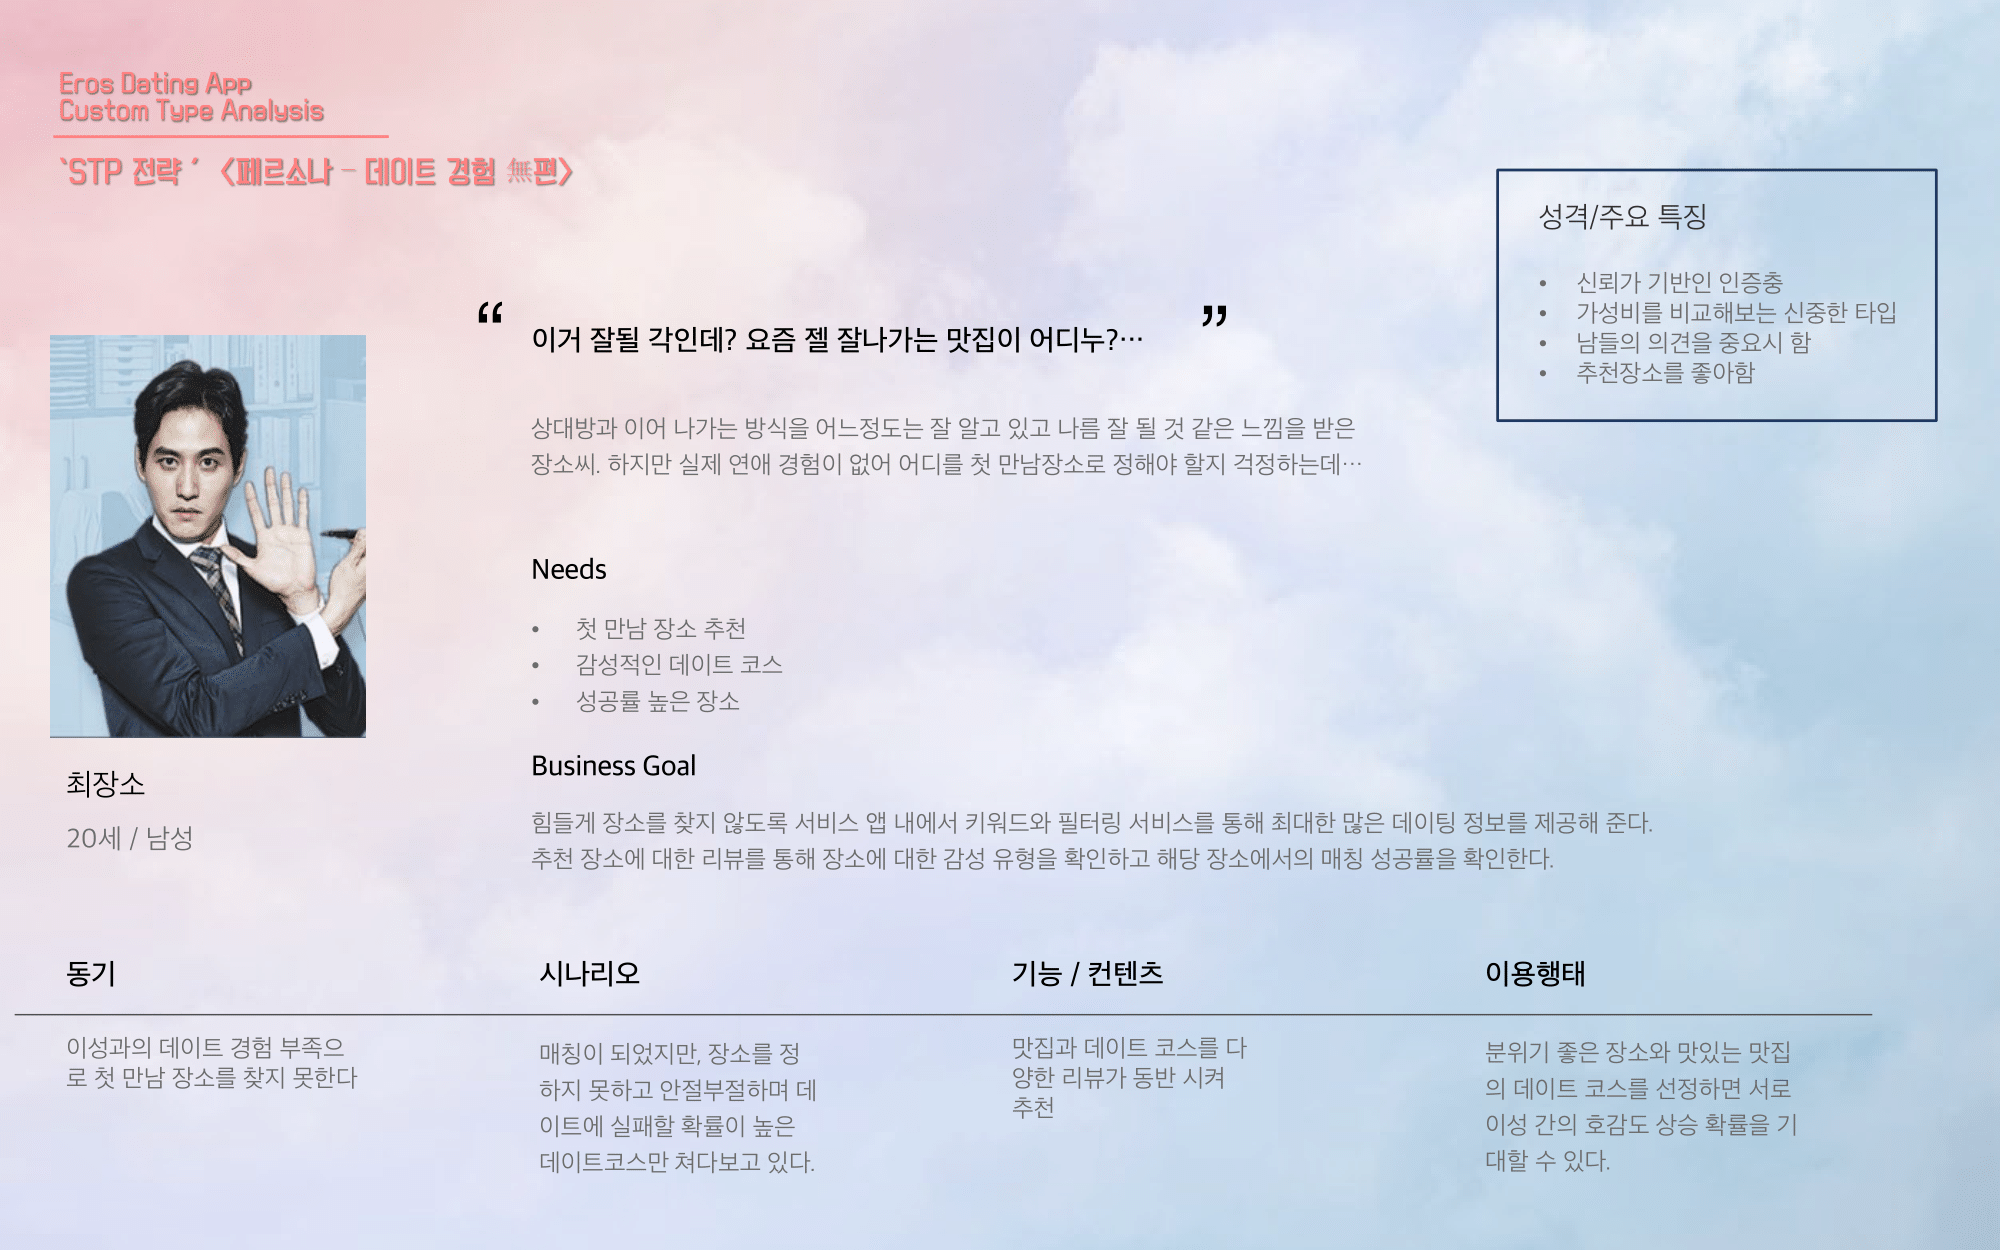 Eros Dating App
Custom Type Analysis
`STP 전략 ′ <페르소나 – 데이트 경험 無편>
성격/주요 특징
• 신뢰가 기반인 인증충
• 가성비를 비교해보는 신중한 타입
• 남들의 의견을 중요시 함
• 추천장소를 좋아함
“ 이거 잘될 각인데? 요즘 젤 잘나가는 맛집이 어디누?… ”
상대방과 이어 나가는 방식을 어느정도는 잘 알고 있고 나름 잘 될 것 같은 느낌을 받은
장소씨. 하지만 실제 연애 경험이 없어 어디를 첫 만남장소로 정해야 할지 걱정하는데…
Needs
• 첫 만남 장소 추천
• 감성적인 데이트 코스
• 성공률 높은 장소
최장소
20세 / 남성
Business Goal
힘들게 장소를 찾지 않도록 서비스 앱 내에서 키워드와 필터링 서비스를 통해 최대한 많은 데이팅 정보를 제공해 준다.
추천 장소에 대한 리뷰를 통해 장소에 대한 감성 유형을 확인하고 해당 장소에서의 매칭 성공률을 확인한다.
동기
이성과의 데이트 경험 부족으
로 첫 만남 장소를 찾지 못한다
시나리오
매칭이 되었지만, 장소를 정
하지 못하고 안절부절하며 데
이트에 실패할 확률이 높은
데이트코스만 쳐다보고 있다.
기능 / 컨텐츠
맛집과 데이트 코스를 다
양한 리뷰가 동반 시켜
추천
이용행태
분위기 좋은 장소와 맛있는 맛집
의 데이트 코스를 선정하면 서로
이성 간의 호감도 상승 확률을 기
대할 수 있다.